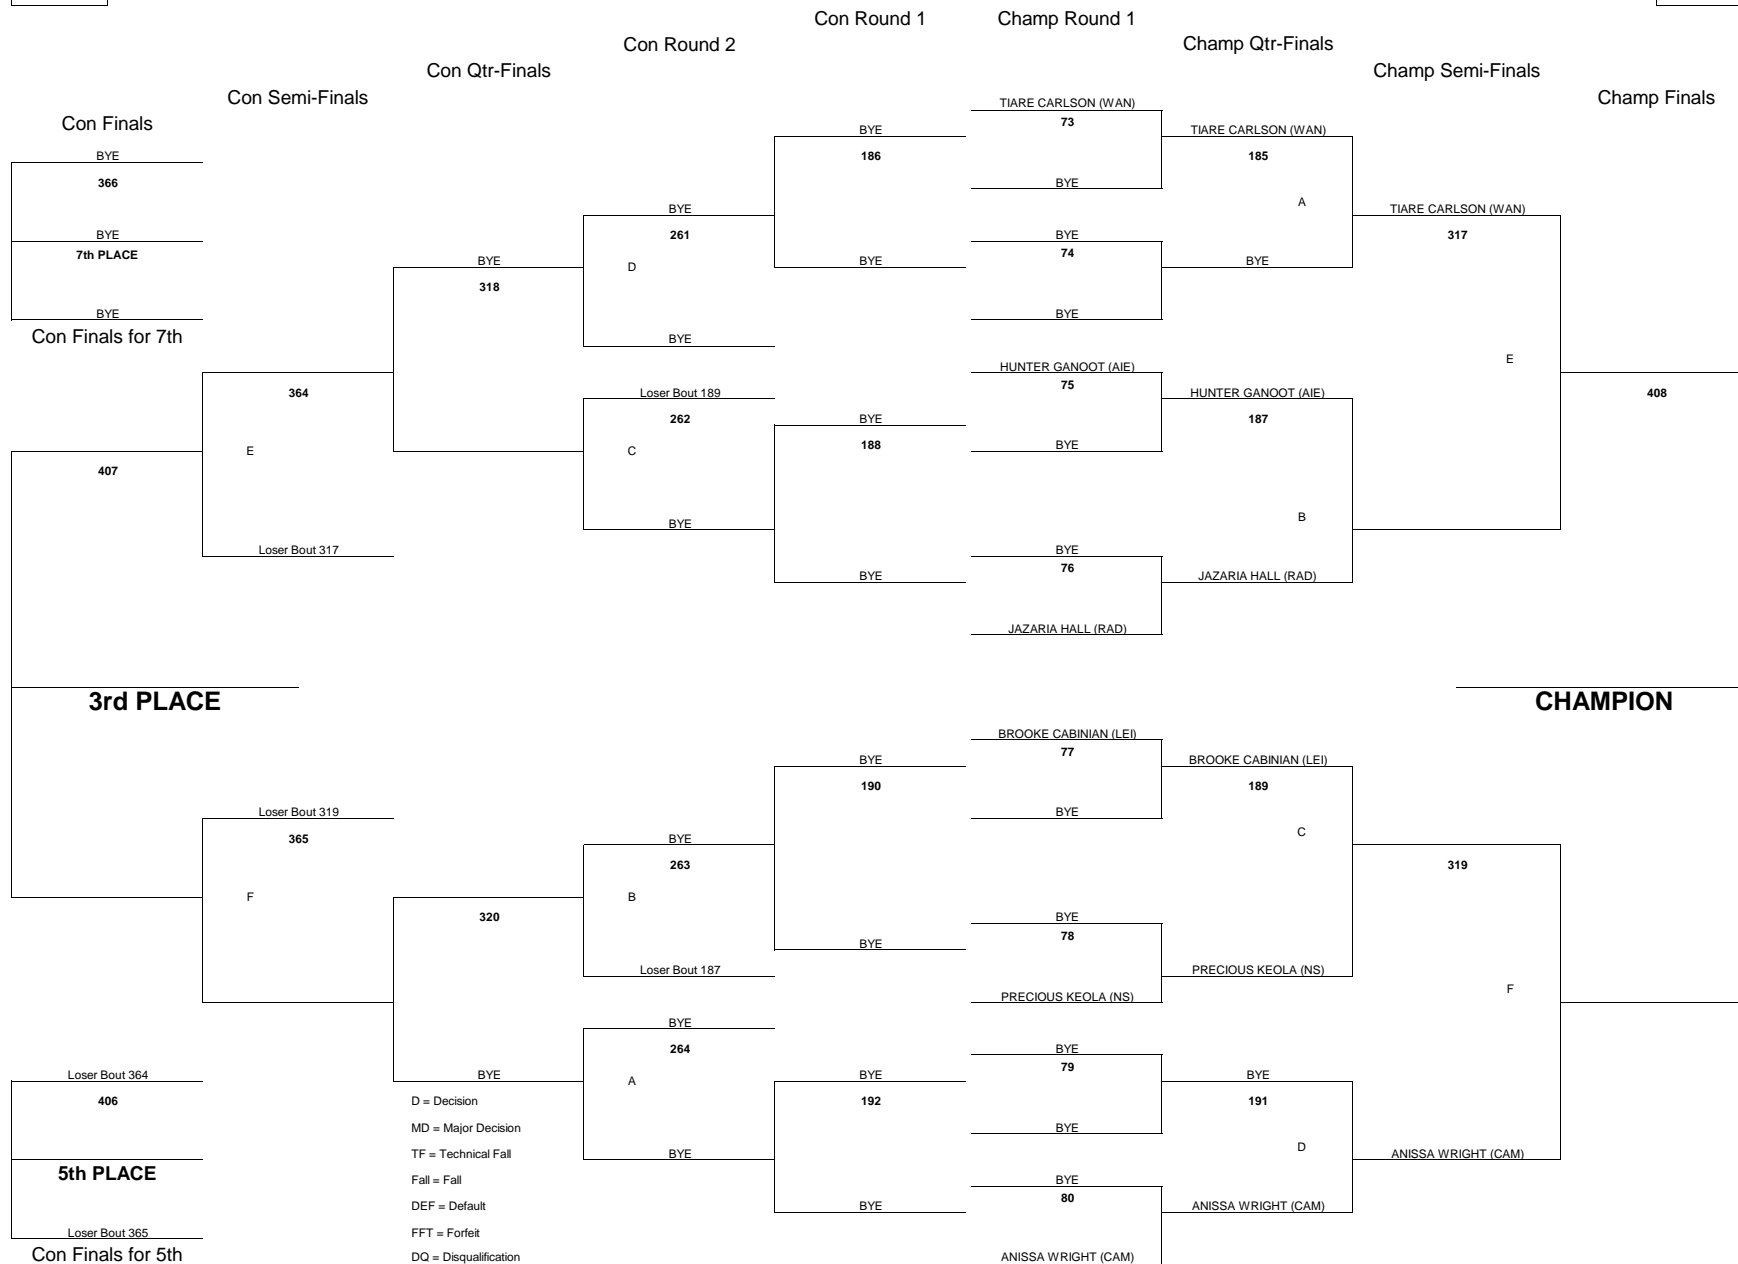 Con Round 1
Champ Round 1
Con Round 2
Champ Qtr-Finals
Con Qtr-Finals
Champ Semi-Finals
Con Semi-Finals
Champ Finals
Con Finals
TIARE CARLSON (WAN)
73
BYE
186
TIARE CARLSON (WAN)
185
BYE
366
BYE
A
BYE
261
TIARE CARLSON (WAN)
317
BYE
7th PLACE
BYE
74
BYE
318
D
BYE
BYE
BYE
Con Finals for 7th
BYE
BYE
E
HUNTER GANOOT (AIE)
75
364
Loser Bout 189
262
HUNTER GANOOT (AIE)
187
408
BYE
188
E
C
BYE
407
B
BYE
Loser Bout 317
BYE
76
BYE
JAZARIA HALL (RAD)
JAZARIA HALL (RAD)
3rd PLACE
CHAMPION
BROOKE CABINIAN (LEI)
77
BYE
190
BROOKE CABINIAN (LEI)
189
Loser Bout 319
365
BYE
C
BYE
263
319
F
B
320
BYE
78
BYE
Loser Bout 187
PRECIOUS KEOLA (NS)
F
PRECIOUS KEOLA (NS)
BYE
264
BYE
79
Loser Bout 364
406
BYE
A
BYE
192
BYE
191
D = Decision
MD = Major Decision
BYE
D
TF = Technical Fall
BYE
ANISSA WRIGHT (CAM)
5th PLACE
Fall = Fall
BYE
80
DEF = Default
BYE
ANISSA WRIGHT (CAM)
Loser Bout 365
FFT = Forfeit
Con Finals for 5th
DQ = Disqualification
ANISSA WRIGHT (CAM)